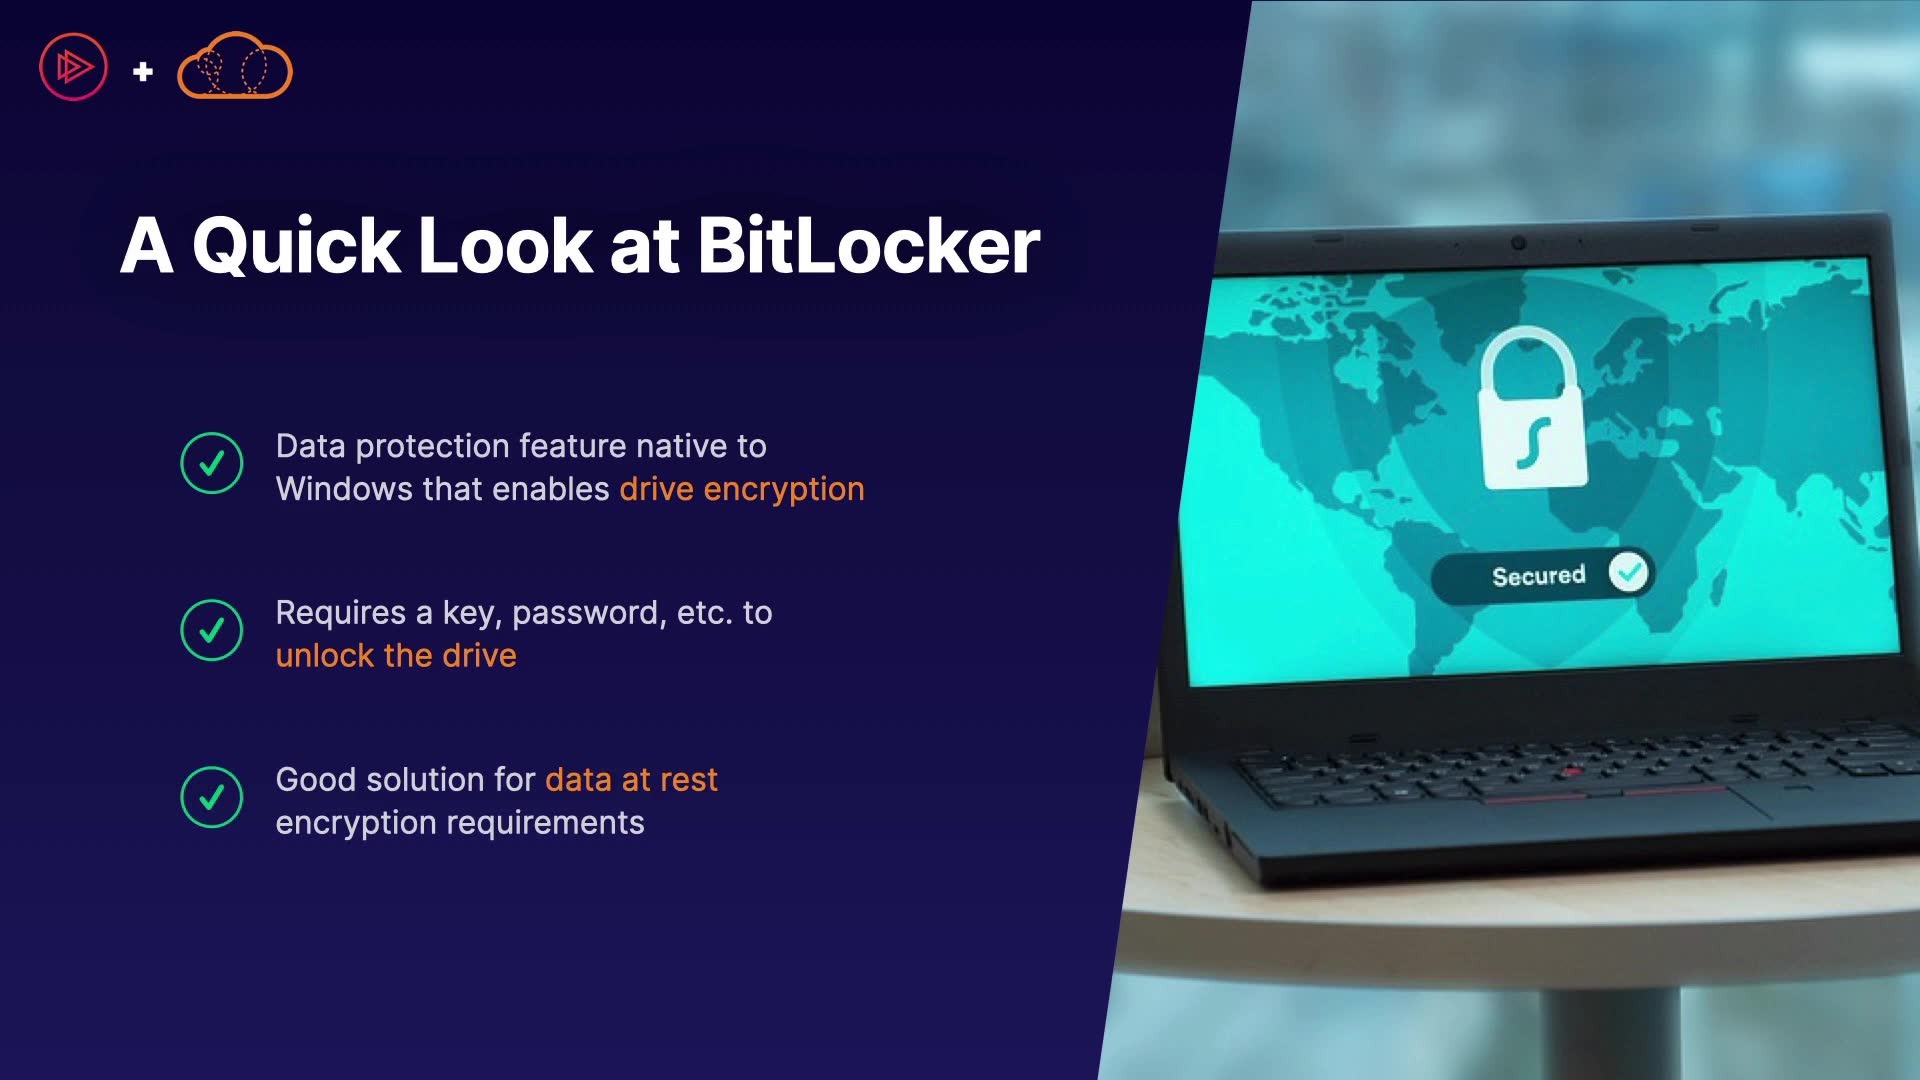 A Quick Look at BitLocker
Data protection feature native to
Windows that enables drive encryption
Requires a key, password, etc. to
unlock the drive
Good solution for data at rest
encryption requirements
Secured